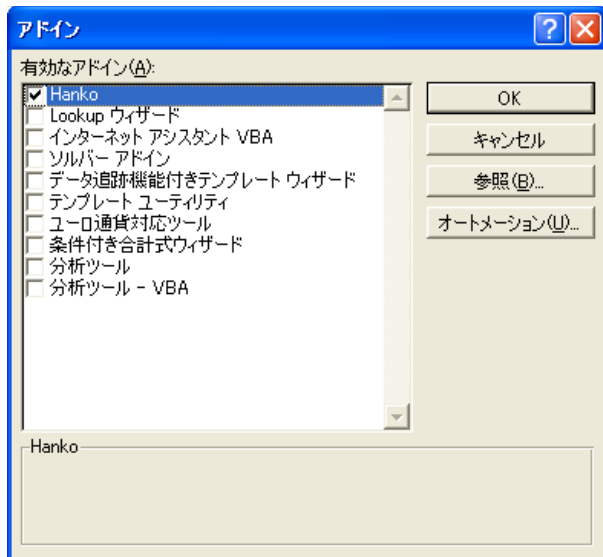 アドイン
有効なアドイン(A):
Hanko
Lookup ウィザード
インターネット アシスタント VBA
ソルバー アドイン
データ追跡機能付きテンプレート ウィザード
テンプレート ユーティリティ
ユーロ通貨対応ツール
条件付き合計式ウィザード
分析ツール
分析ツール - VBA
OK
キャンセル
参照(B)...
オートメーション(U)...
Hanko